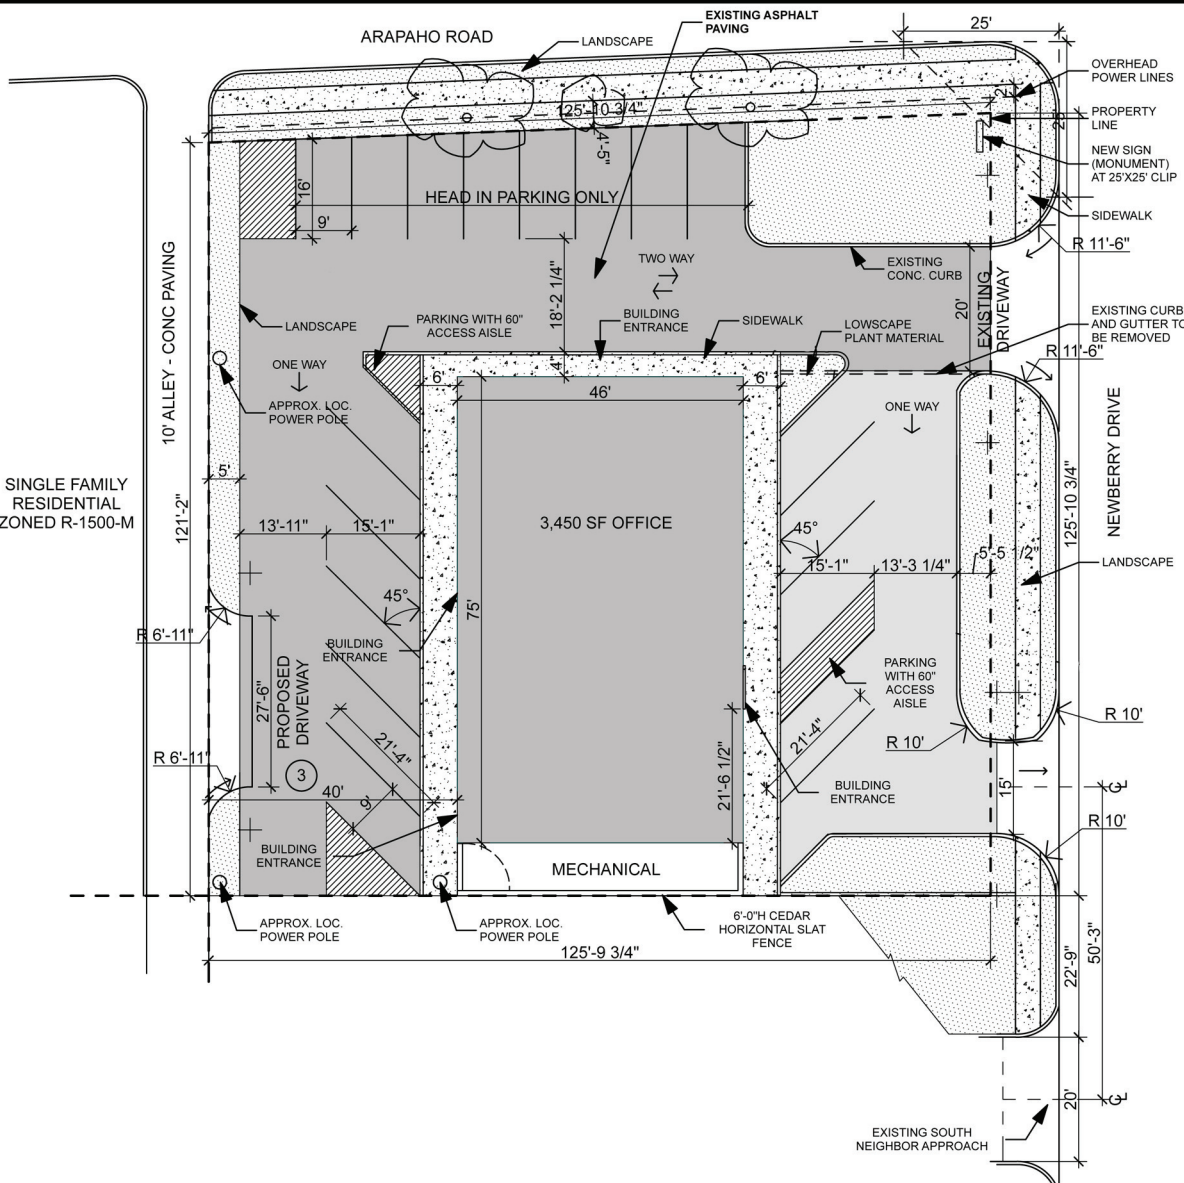 ARAPAHO ROAD
EXISTING ASPHALT
PAVING
25'
LANDSCAPE
OVERHEAD
POWER LINES
2'
25'
PROPERTY
LINE
125'-10 3/4"
4'-5"
NEW SIGN
(MONUMENT)
AT 25'X25' CLIP
16'
HEAD IN PARKING ONLY
9'
SIDEWALK
R 11'-6"
10' ALLEY - CONC PAVING
TWO WAY
EXISTING
CONC. CURB
18'-2 1/4"
20'
EXISTING
DRIVEWAY
LANDSCAPE
PARKING WITH 60"
ACCESS AISLE
BUILDING
ENTRANCE
SIDEWALK
LOWSCAPE
PLANT MATERIAL
EXISTING CURB
AND GUTTER TO
BE REMOVED
R 11'-6"
ONE WAY
4'
6'
46'
6'
APPROX. LOC.
POWER POLE
ONE WAY
NEWBERRY DRIVE
SINGLE FAMILY
RESIDENTIAL
ZONED R-1500-M
5'
121'-2"
13'-11"
15'-1"
3,450 SF OFFICE
45°
125'-10 3/4"
15'-1"
13'-3 1/4"
5'-5 1/2"
LANDSCAPE
75'
45°
R 6'-11"
BUILDING
ENTRANCE
27'-6"
PROPOSED
DRIVEWAY
PARKING
WITH 60"
ACCESS
AISLE
R 10'
R 10'
21'-4"
21'-4"
R 6'-11"
3
21'-6 1/2"
40'
9'
BUILDING
ENTRANCE
15'
CL
R 10'
BUILDING
ENTRANCE
MECHANICAL
APPROX. LOC.
POWER POLE
APPROX. LOC.
POWER POLE
6'-0"H CEDAR
HORIZONTAL SLAT
FENCE
125'-9 3/4"
22'-9"
50'-3"
20'
CL
EXISTING SOUTH
NEIGHBOR APPROACH